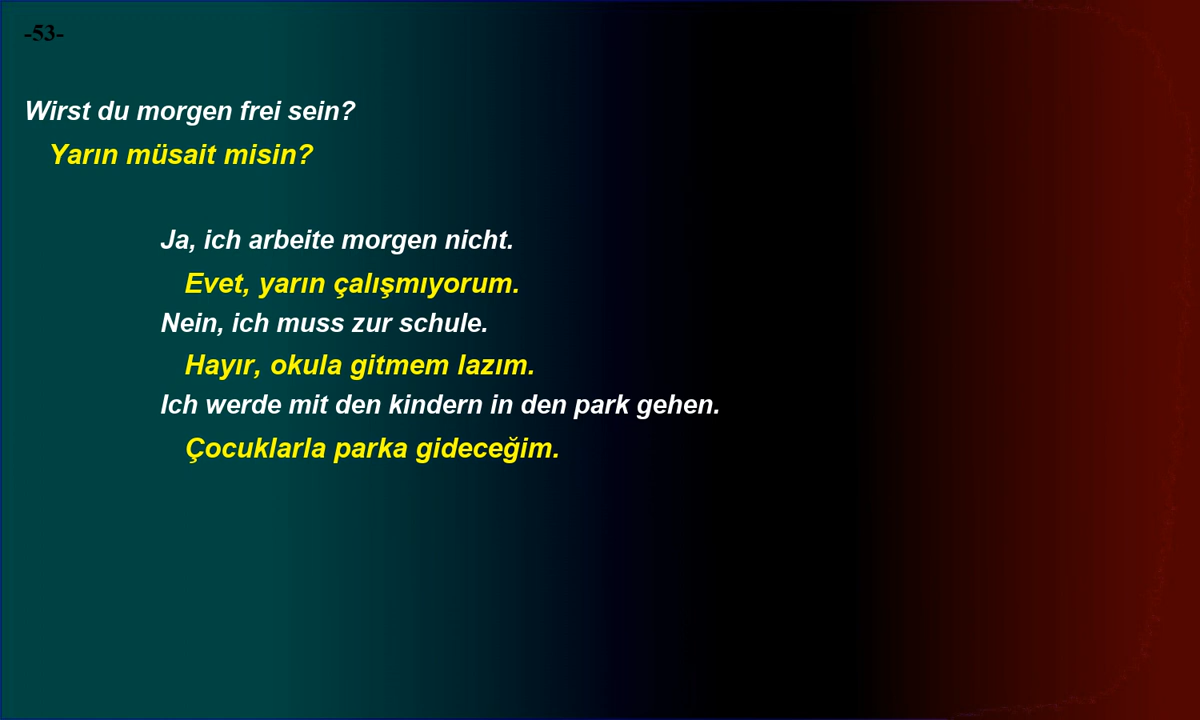 -53-
Wirst du morgen frei sein?
Yarın müsait misin?
Ja, ich arbeite morgen nicht.
Evet, yarın çalışmıyorum.
Nein, ich muss zur schule.
Hayır, okula gitmem lazım.
Ich werde mit den kindern in den park gehen.
Çocuklarla parka gideceğim.